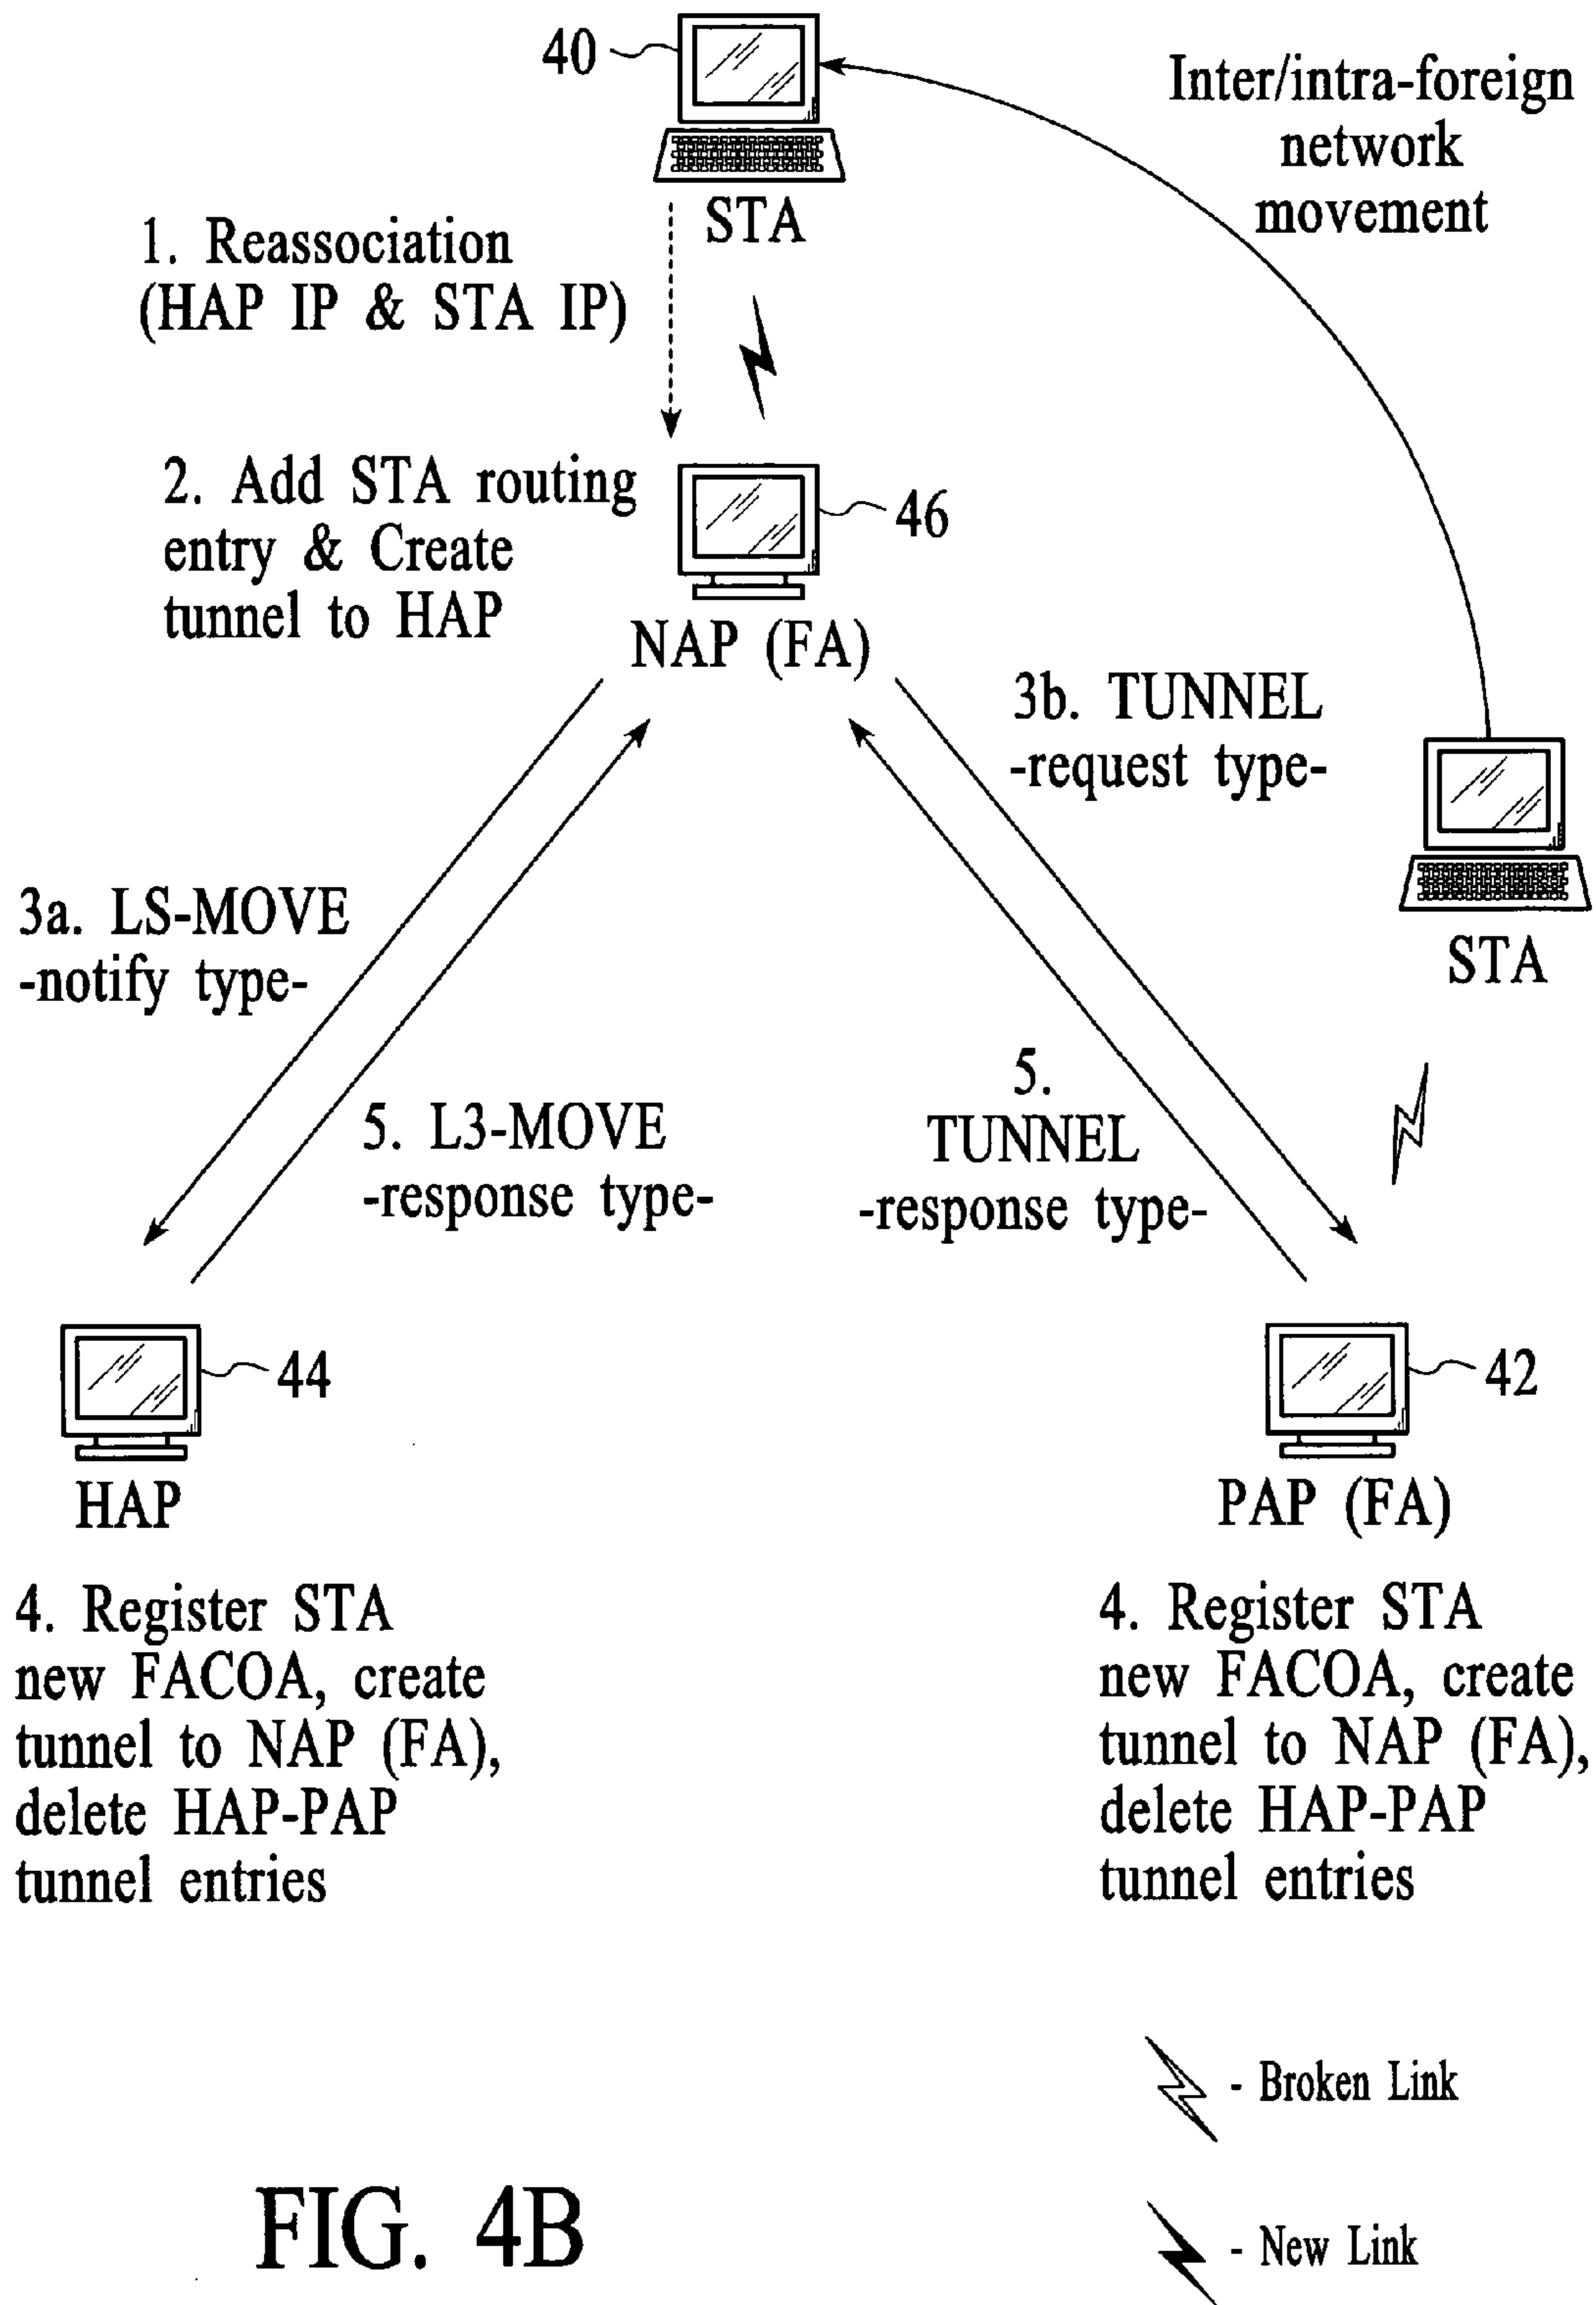 40
Inter/intra-foreign
network
movement
STA
1. Reassociation
(HAP IP & STA IP)
2. Add STA routing
entry & Create
tunnel to HAP
46
NAP (FA)
3b. TUNNEL
-request type-
STA
3a. LS-MOVE
-notify type-
5. L3-MOVE
-response type-
5.
TUNNEL
-response type-
44
HAP
42
PAP (FA)
4. Register STA
new FACOA, create
tunnel to NAP (FA),
delete HAP-PAP
tunnel entries
4. Register STA
new FACOA, create
tunnel to NAP (FA),
delete HAP-PAP
tunnel entries
- Broken Link
- New Link
FIG. 4B